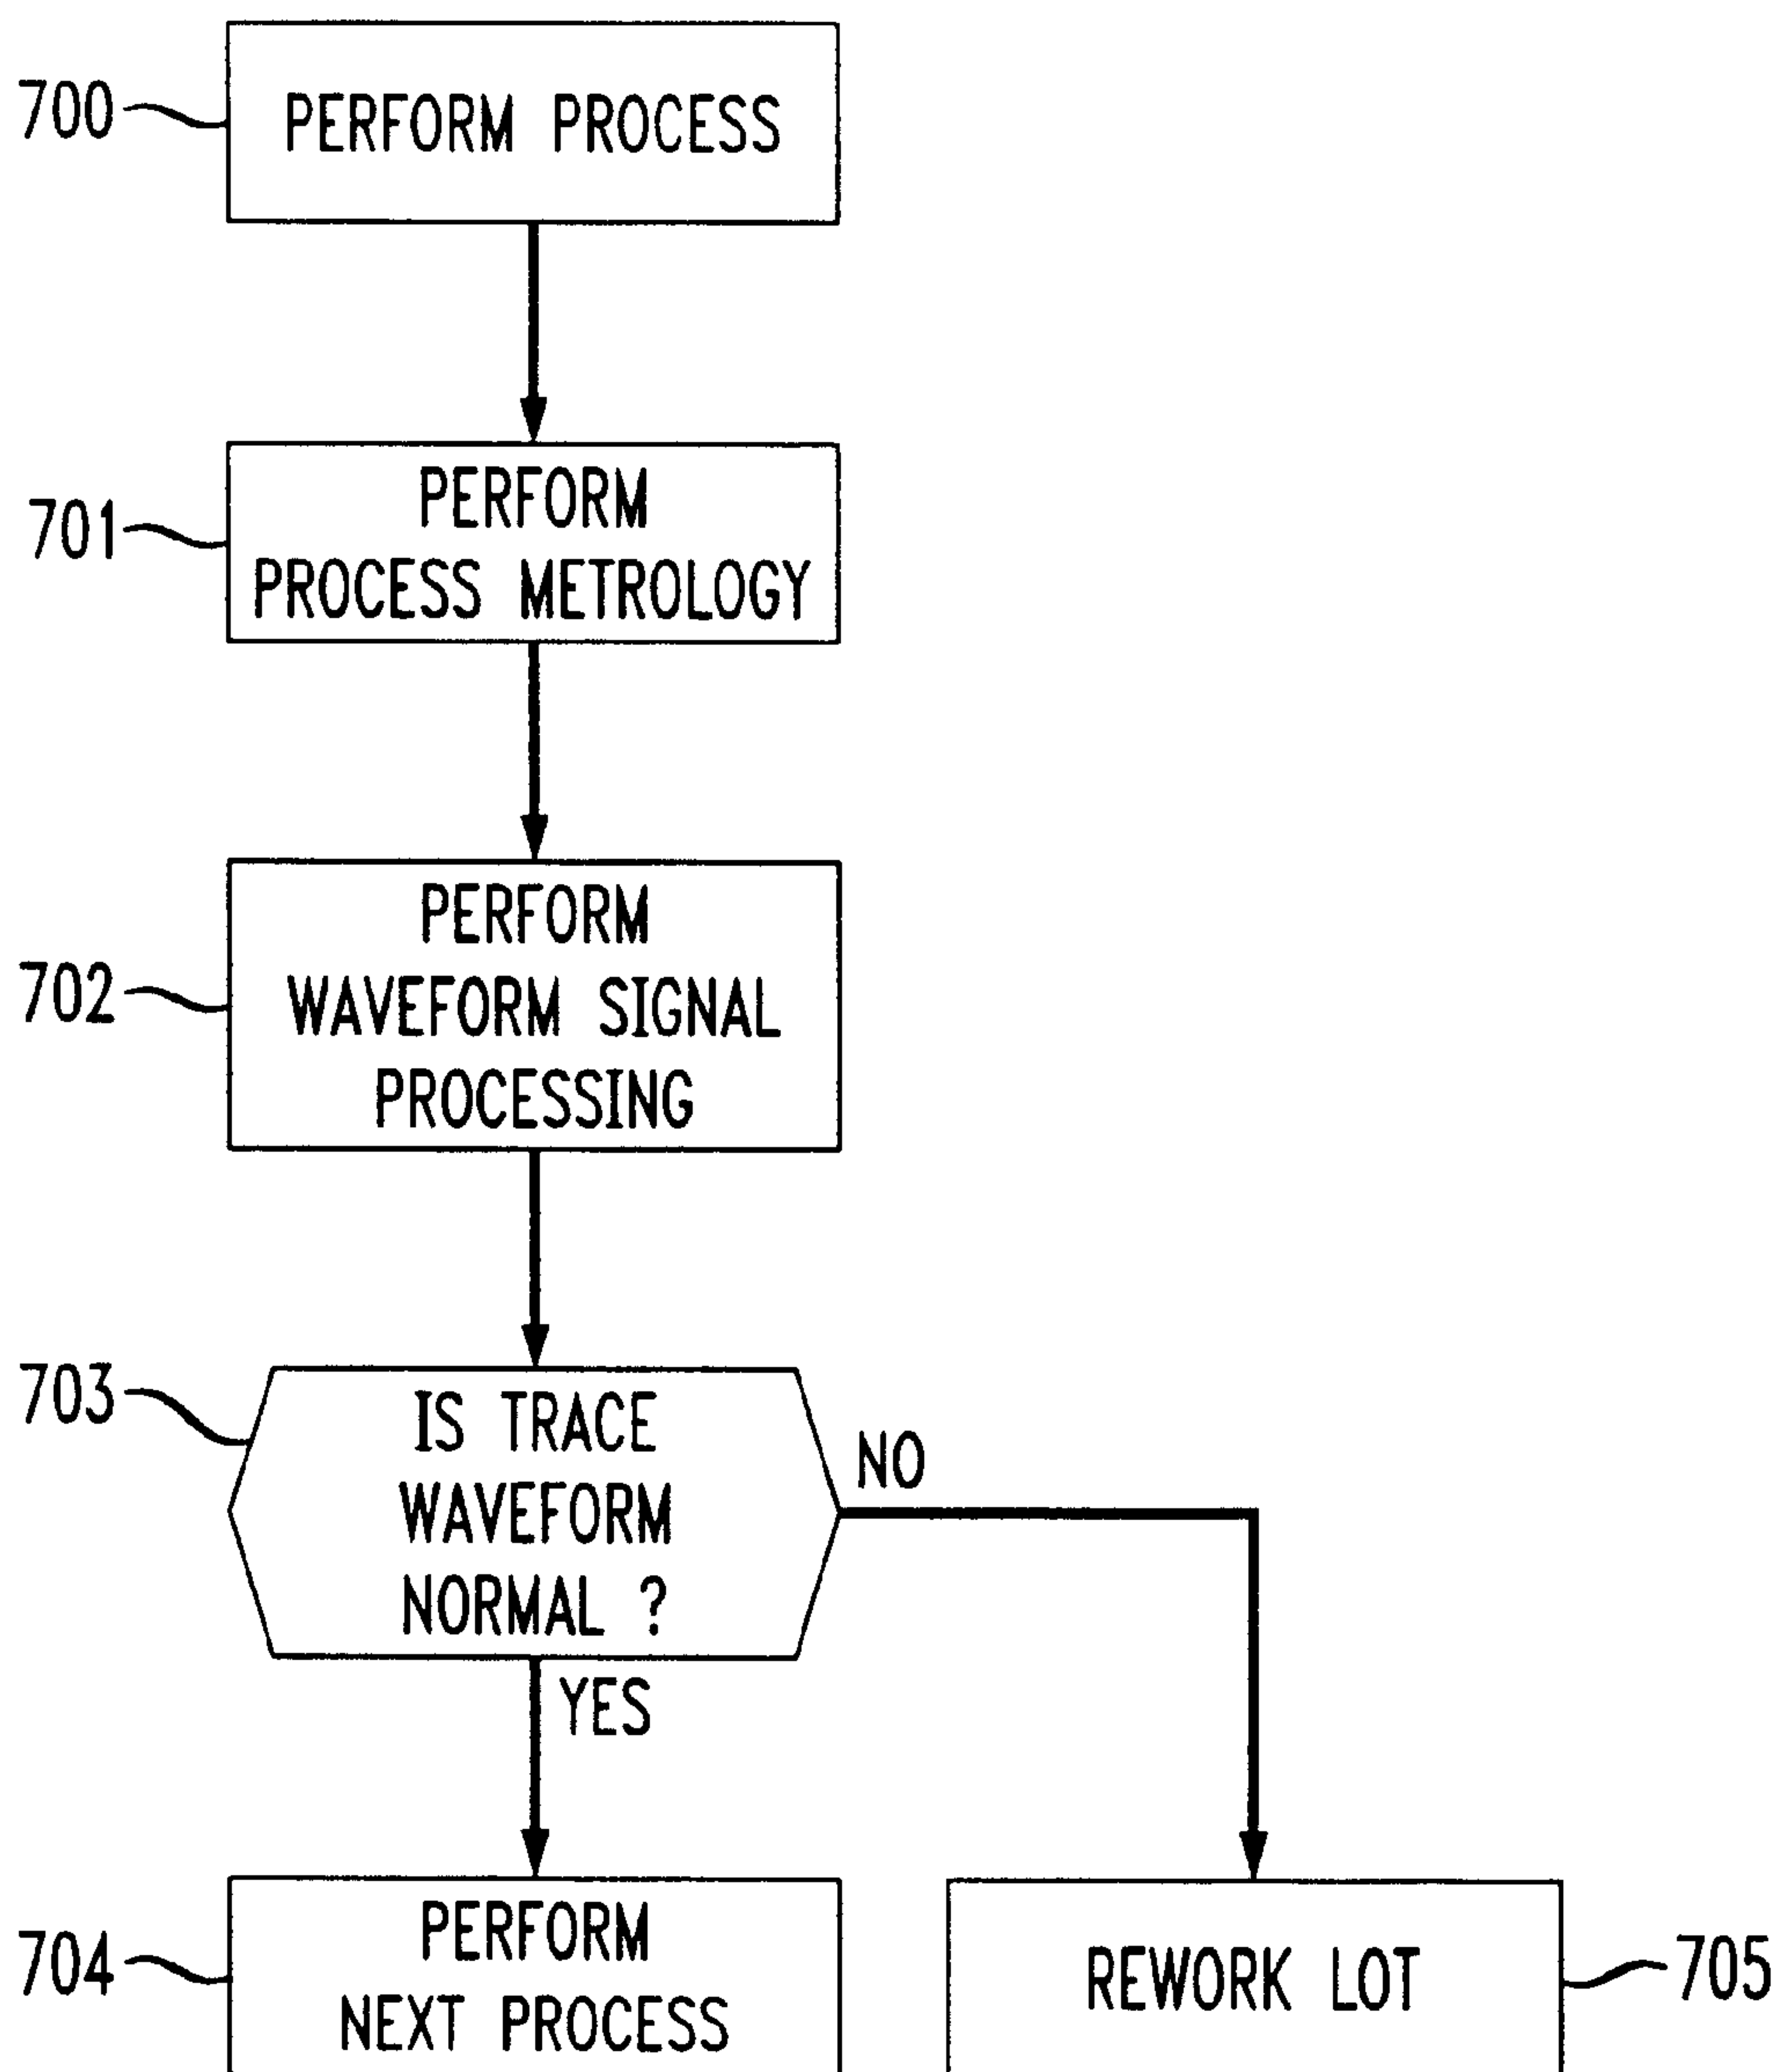 700
PERFORM PROCESS
701
PERFORM
PROCESS METROLOGY
702
PERFORM
WAVEFORM SIGNAL
PROCESSING
703
IS TRACE
WAVEFORM
NORMAL ?
NO
YES
704
PERFORM
NEXT PROCESS
REWORK LOT
705